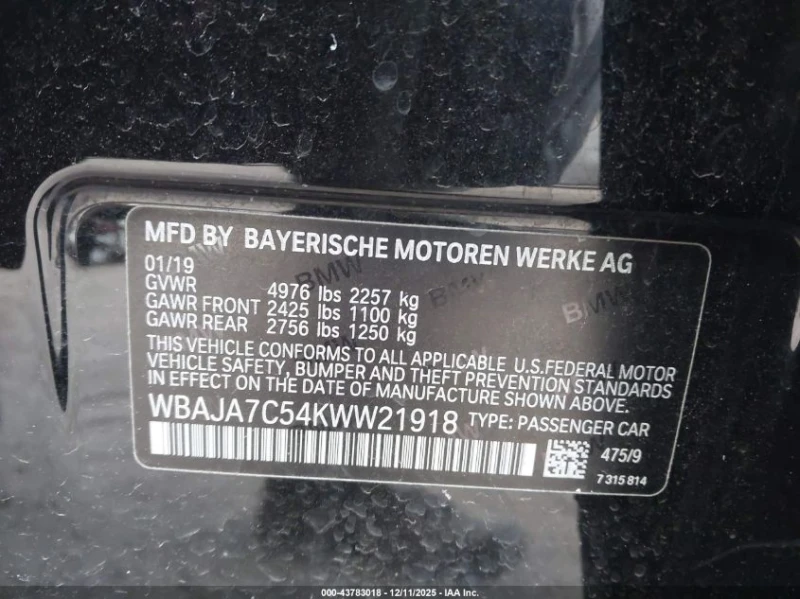 MFD BY BAYERISCHE MOTOREN WERKE AG
01/19
GVWR 4976 lbs 2257 kg
GAWR FRONT 2425 lbs 1100 kg
GAWR REAR 2756 lbs 1250 kg
THIS VEHICLE CONFORMS TO ALL APPLICABLE U.S.FEDERAL MOTOR
VEHICLE SAFETY, BUMPER AND THEFT PREVENTION STANDARDS
IN EFFECT ON THE DATE OF MANUFACTURE SHOWN ABOVE.
WBAJA7C54KWW21918 TYPE: PASSENGER CAR
475/9
7 315 814
BMW
BMW
BMW
000-43783018 - 12/11/2025 - IAA Inc.